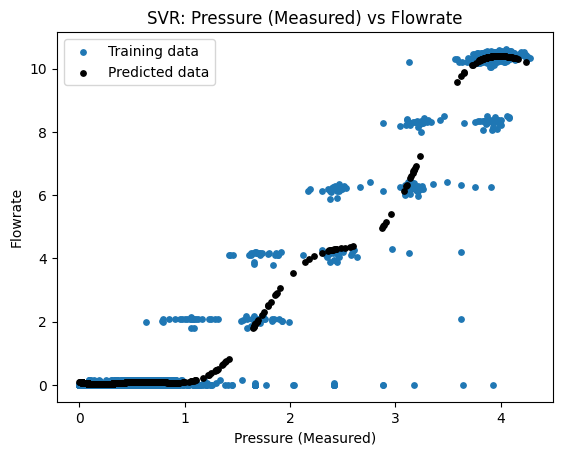 SVR: Pressure (Measured) vs Flowrate
Training data
Predicted data
Flowrate
10
8
6
4
2
0
0 1 2 3 4
Pressure (Measured)